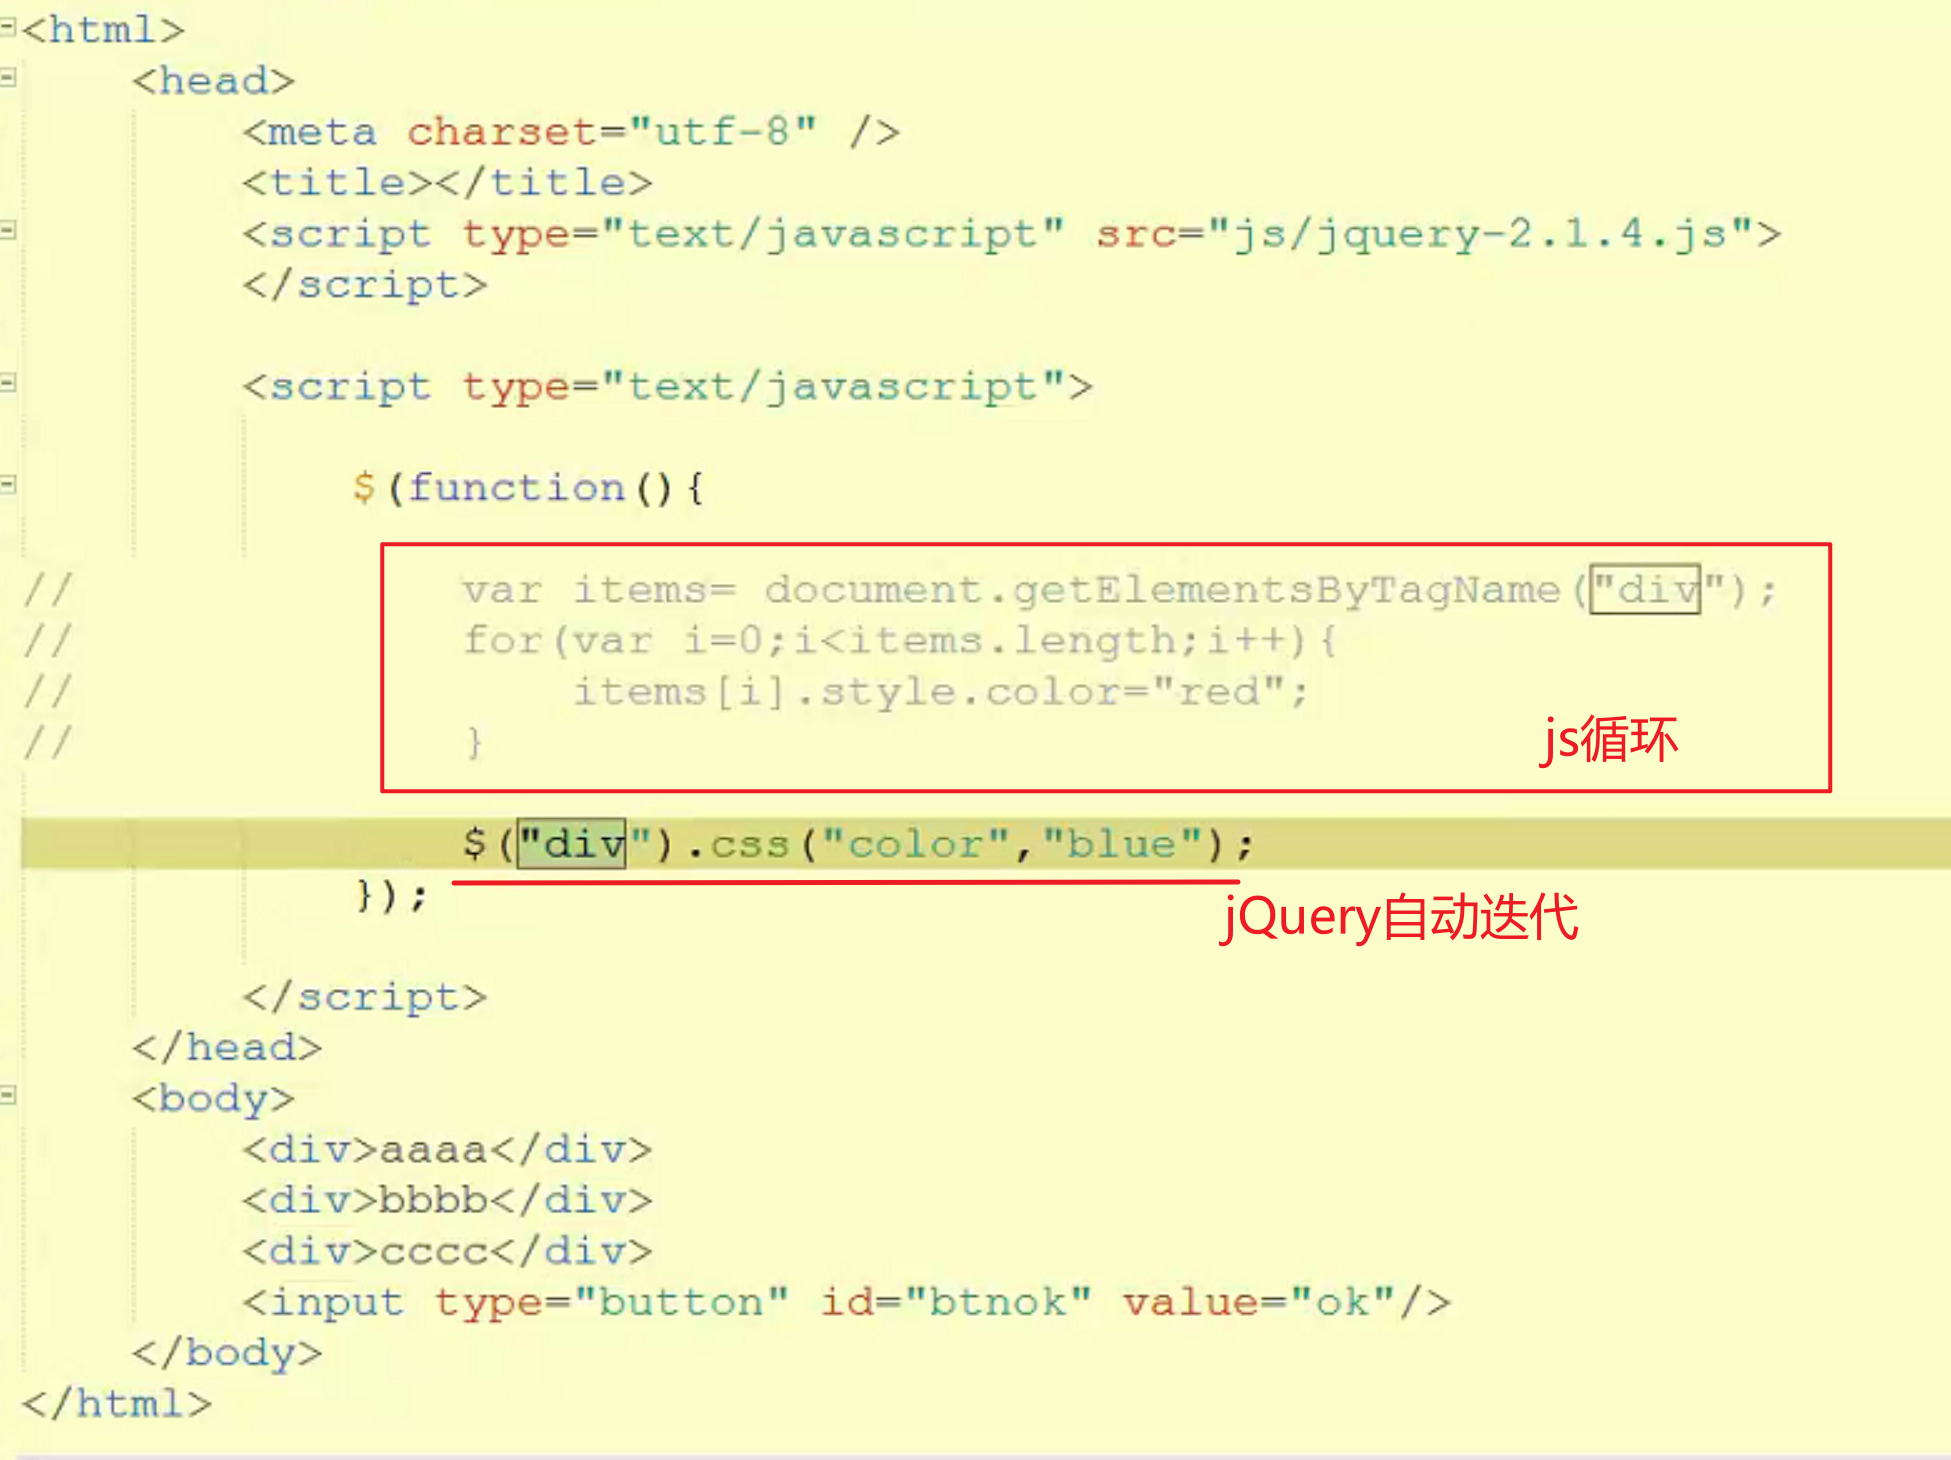 <html>
<head>
<meta charset="utf-8" />
<title></title>
<script type="text/javascript" src="js/jquery-2.1.4.js">
</script>
<script type="text/javascript">
$(function(){
// var items= document.getElementsByTagName("div");
// for(var i=0;i<items.length;i++){
// items[i].style.color="red";
// }
js循环
$("div").css("color","blue");
});
jQuery自动迭代
</script>
</head>
<body>
<div>aaaa</div>
<div>bbbb</div>
<div>cccc</div>
<input type="button" id="btnok" value="ok"/>
</body>
</html>